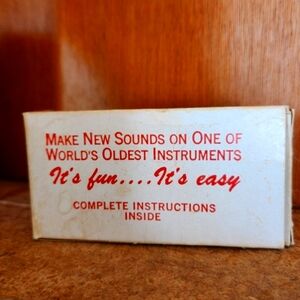 MAKE NEW SOUNDS ON ONE OF
WORLD'S OLDEST INSTRUMENTS
It's fun....It's easy
COMPLETE INSTRUCTIONS
INSIDE